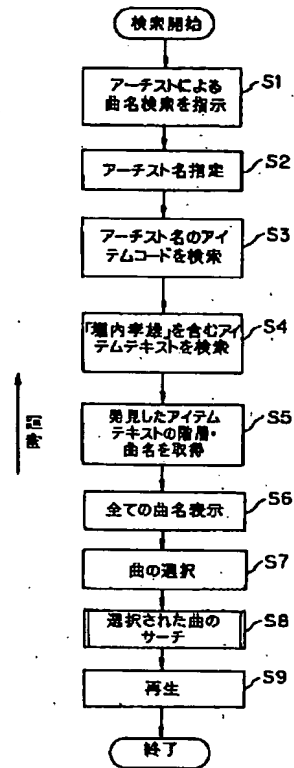 検索開始
アーチストによる
曲名検索を指示
S1
アーチスト名指定
S2
アーチスト名のアイ
テムコードを検索
S3
「堀内孝雄」を含むアイ
テムテキストを検索
S4
発見したアイテム
テキストの階層・
曲名を取得
S5
全ての曲名表示
S6
曲の選択
S7
選択された曲の
サーチ
S8
再生
S9
終了